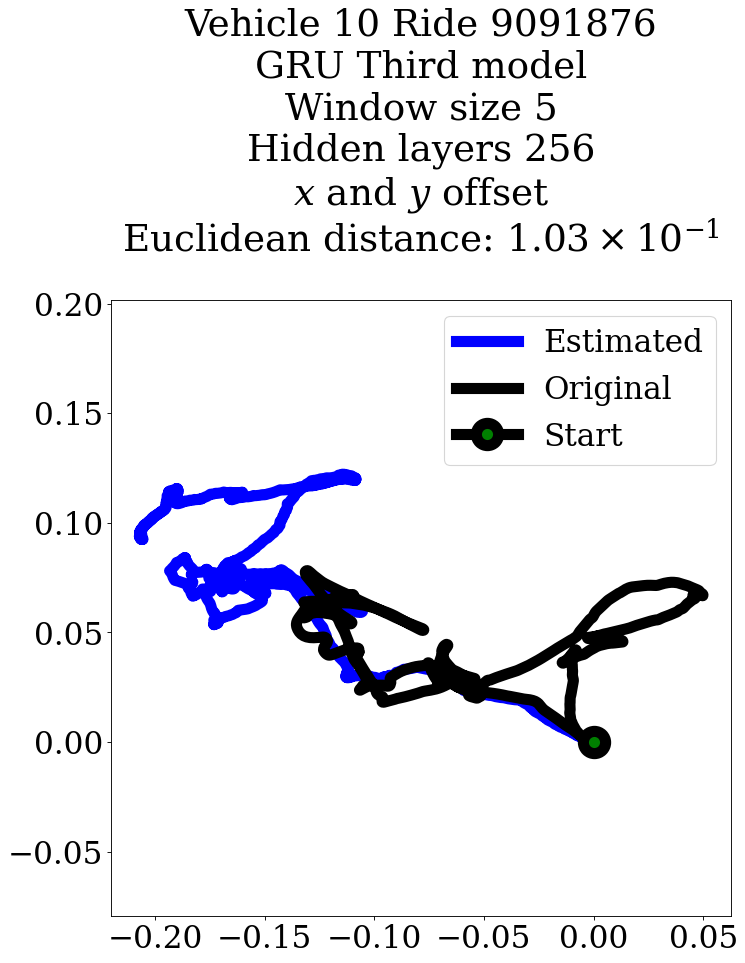 Vehicle 10 Ride 9091876
GRU Third model
Window size 5
Hidden layers 256
x and y offset
Euclidean distance: 1.03 × 10⁻¹
0.20
0.15
0.10
0.05
0.00
−0.05
Estimated
Original
Start
−0.20 −0.15 −0.10 −0.05 0.00 0.05